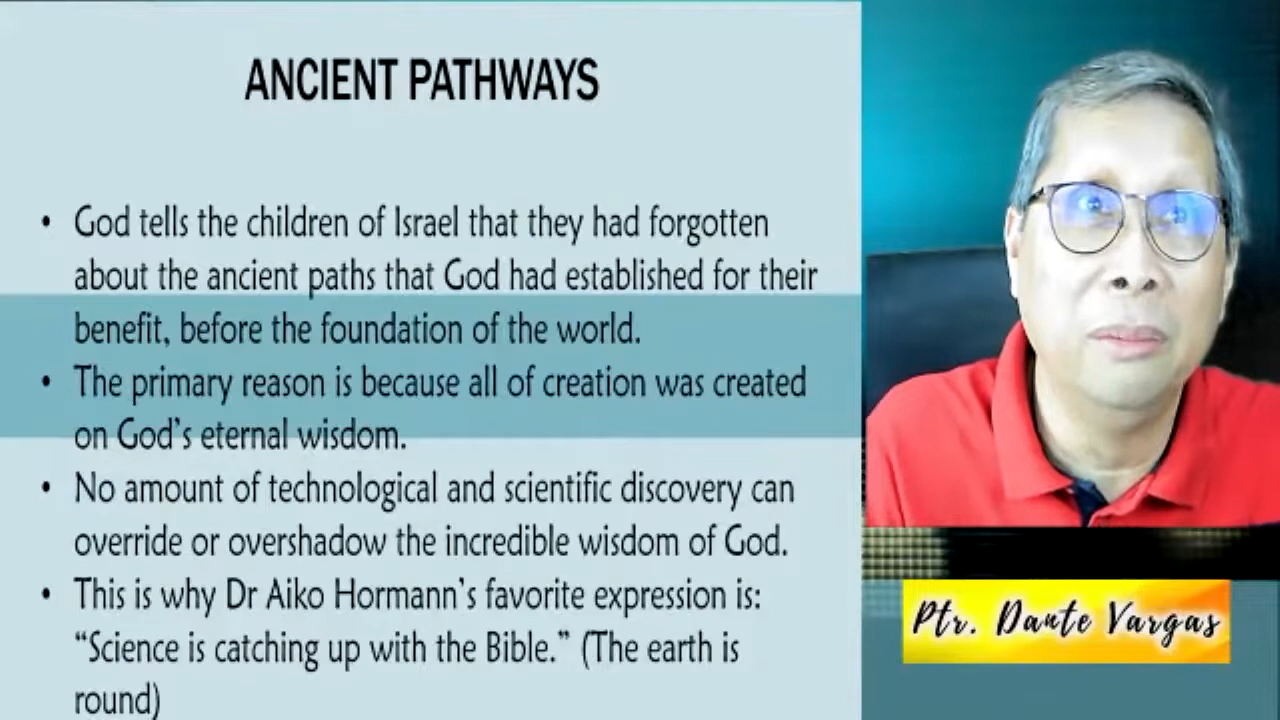 ANCIENT PATHWAYS
• God tells the children of Israel that they had forgotten
about the ancient paths that God had established for their
benefit, before the foundation of the world.
• The primary reason is because all of creation was created
on God's eternal wisdom.
• No amount of technological and scientific discovery can
override or overshadow the incredible wisdom of God.
• This is why Dr Aiko Hormann's favorite expression is:
“Science is catching up with the Bible.” (The earth is
round)
Ptr. Dante Vargas